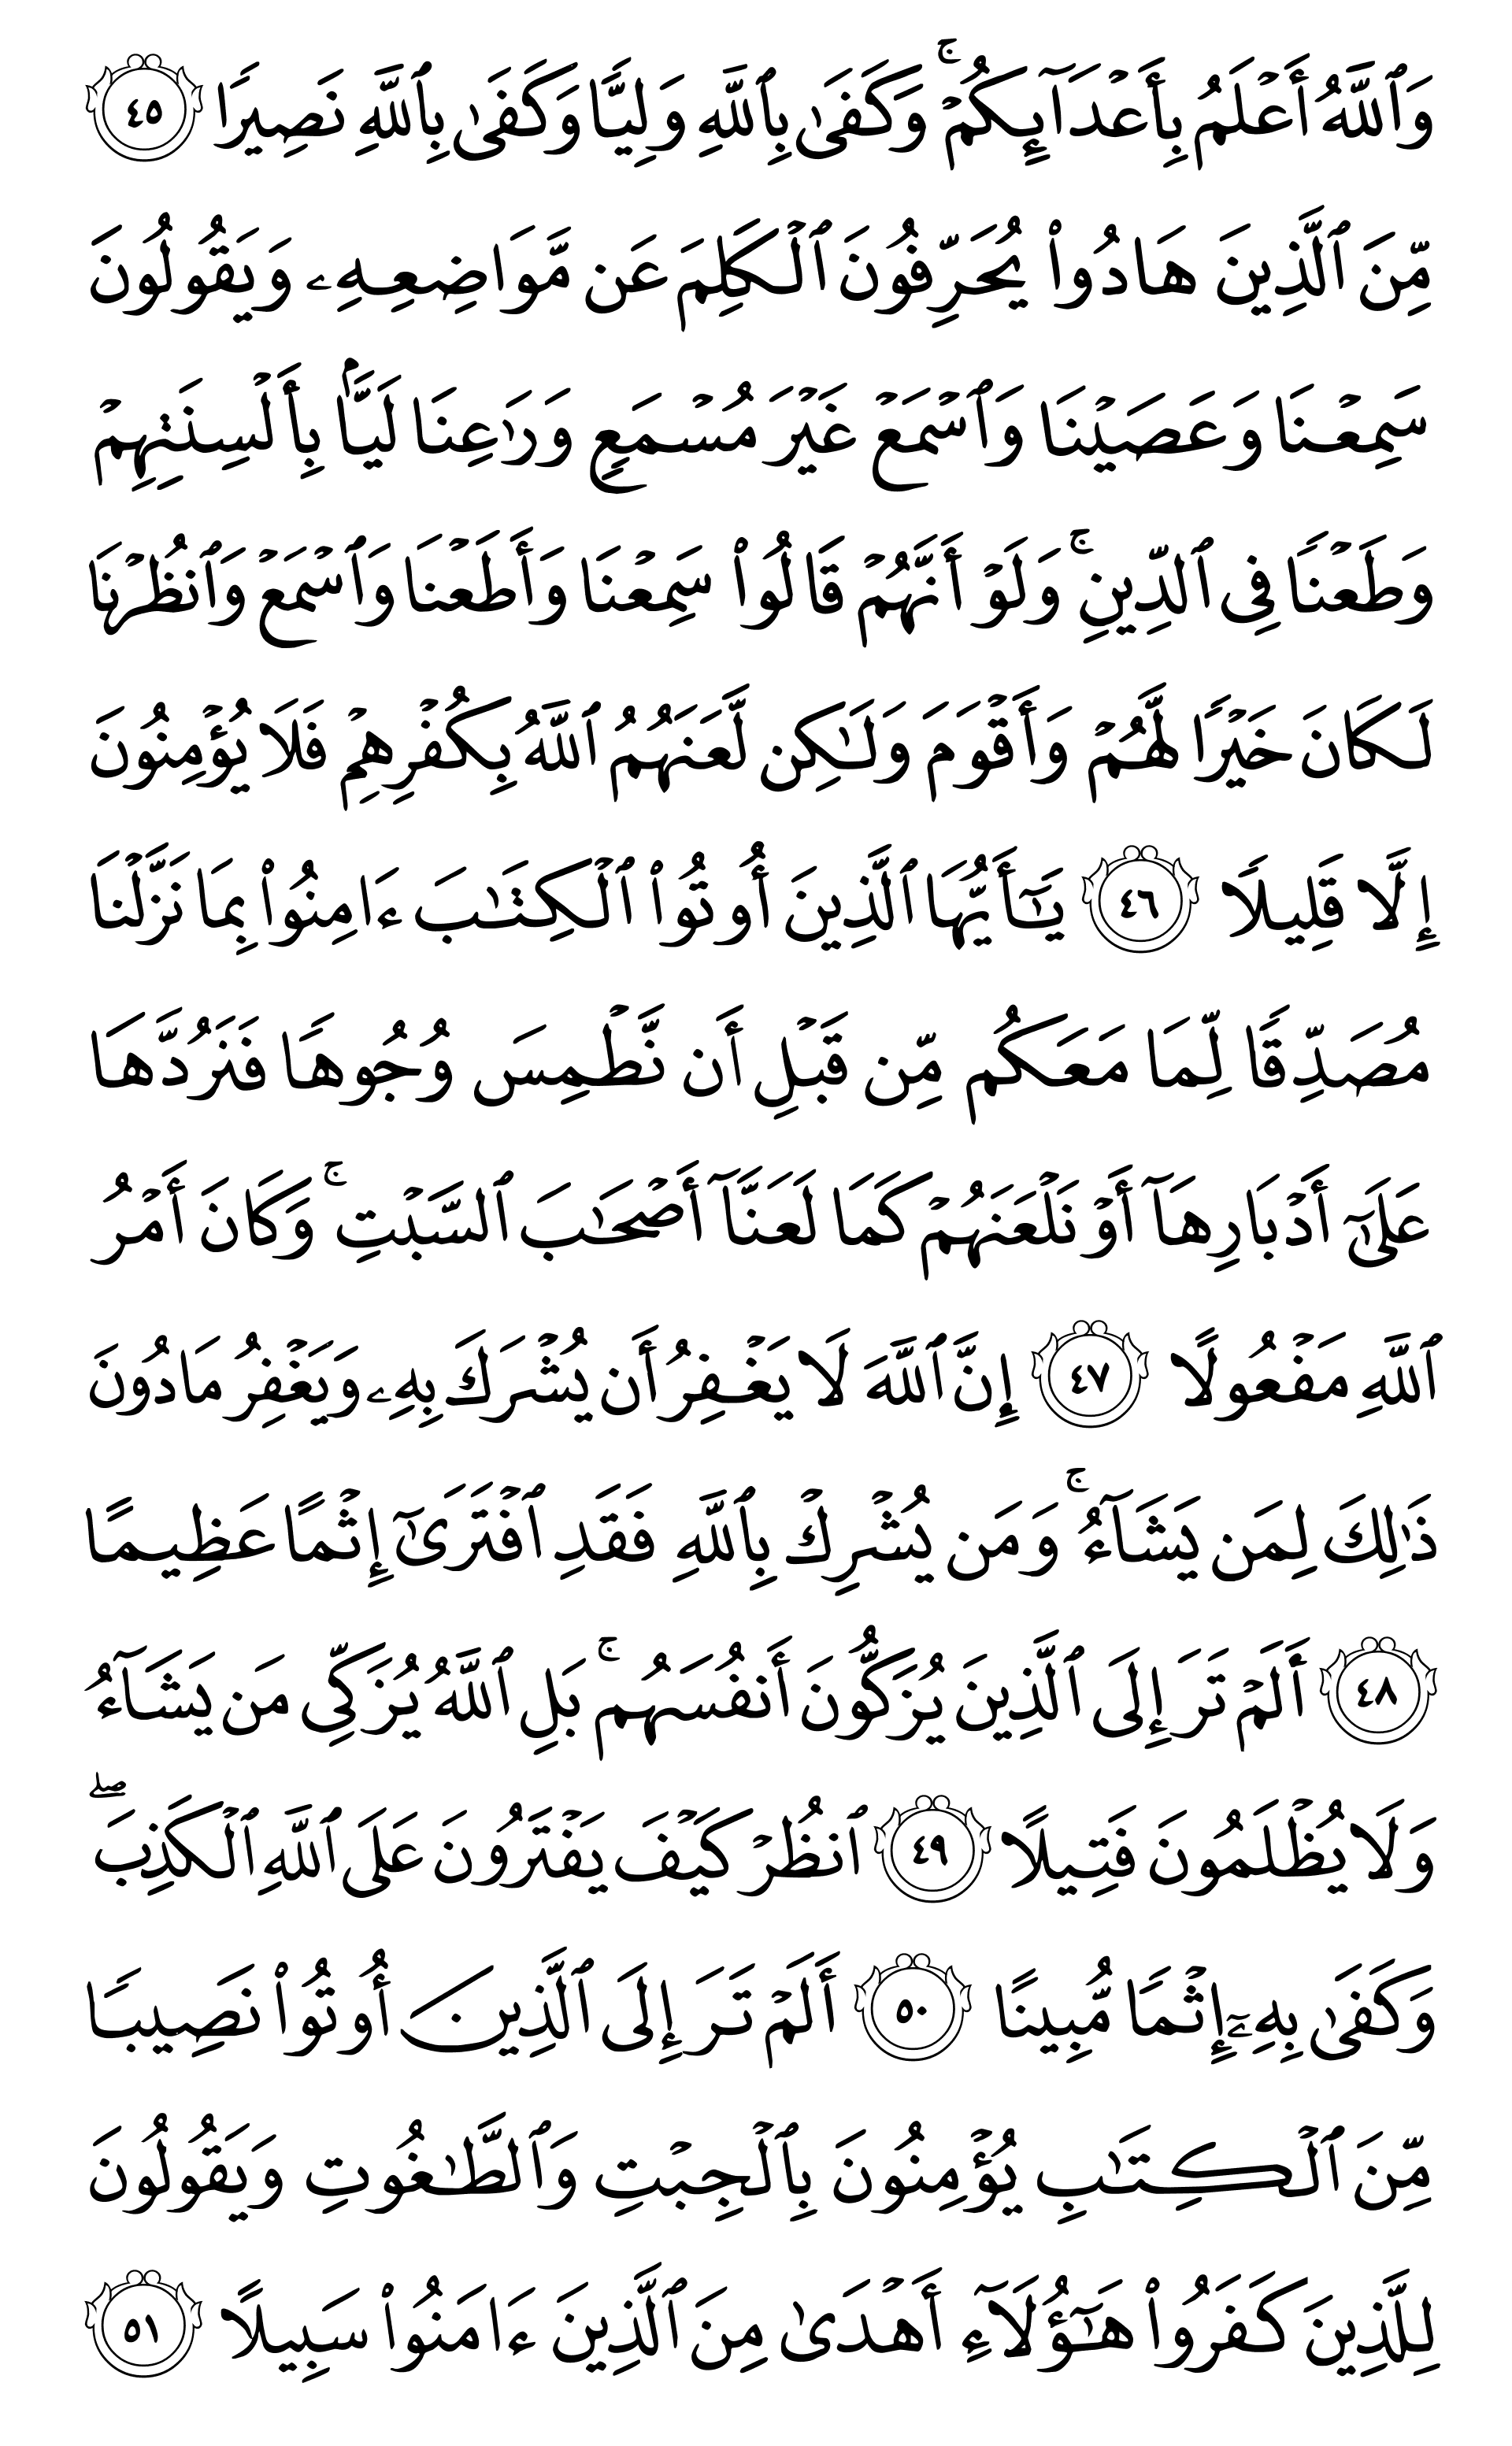 وَٱللَّهُ أَعۡلَمُ بِأَعۡدَآئِكُمۡۚ وَكَفَىٰ بِٱللَّهِ وَلِيّٗا وَكَفَىٰ بِٱللَّهِ نَصِيرٗا ٤٥
مِّنَ ٱلَّذِينَ هَادُواْ يُحَرِّفُونَ ٱلۡكَلِمَ عَن مَّوَاضِعِهِۦ وَيَقُولُونَ
سَمِعۡنَا وَعَصَيۡنَا وَٱسۡمَعۡ غَيۡرَ مُسۡمَعٖ وَرَٰعِنَا لَيَّۢا بِأَلۡسِنَتِهِمۡ
وَطَعۡنٗا فِي ٱلدِّينِۚ وَلَوۡ أَنَّهُمۡ قَالُواْ سَمِعۡنَا وَأَطَعۡنَا وَٱسۡمَعۡ وَٱنظُرۡنَا
لَكَانَ خَيۡرٗا لَّهُمۡ وَأَقۡوَمَ وَلَٰكِن لَّعَنَهُمُ ٱللَّهُ بِكُفۡرِهِمۡ فَلَا يُؤۡمِنُونَ
إِلَّا قَلِيلٗا ٤٦ يَٰٓأَيُّهَا ٱلَّذِينَ أُوتُواْ ٱلۡكِتَٰبَ ءَامِنُواْ بِمَا نَزَّلۡنَا
مُصَدِّقٗا لِّمَا مَعَكُم مِّن قَبۡلِ أَن نَّطۡمِسَ وُجُوهٗا فَنَرُدَّهَا
عَلَىٰٓ أَدۡبَارِهَآ أَوۡ نَلۡعَنَهُمۡ كَمَا لَعَنَّآ أَصۡحَٰبَ ٱلسَّبۡتِۚ وَكَانَ أَمۡرُ
ٱللَّهِ مَفۡعُولًا ٤٧ إِنَّ ٱللَّهَ لَا يَغۡفِرُ أَن يُشۡرَكَ بِهِۦ وَيَغۡفِرُ مَا دُونَ
ذَٰلِكَ لِمَن يَشَآءُۚ وَمَن يُشۡرِكۡ بِٱللَّهِ فَقَدِ ٱفۡتَرَىٰٓ إِثۡمًا عَظِيمًا
٤٨ أَلَمۡ تَرَ إِلَى ٱلَّذِينَ يُزَكُّونَ أَنفُسَهُمۚ بَلِ ٱللَّهُ يُزَكِّي مَن يَشَآءُ
وَلَا يُظۡلَمُونَ فَتِيلًا ٤٩ ٱنظُرۡ كَيۡفَ يَفۡتَرُونَ عَلَى ٱللَّهِ ٱلۡكَذِبَۖ
وَكَفَىٰ بِهِۦٓ إِثۡمٗا مُّبِينًا ٥٠ أَلَمۡ تَرَ إِلَى ٱلَّذِينَ أُوتُواْ نَصِيبٗا
مِّنَ ٱلۡكِتَٰبِ يُؤۡمِنُونَ بِٱلۡجِبۡتِ وَٱلطَّٰغُوتِ وَيَقُولُونَ
لِلَّذِينَ كَفَرُواْ هَٰٓؤُلَآءِ أَهۡدَىٰ مِنَ ٱلَّذِينَ ءَامَنُواْ سَبِيلًا ٥١